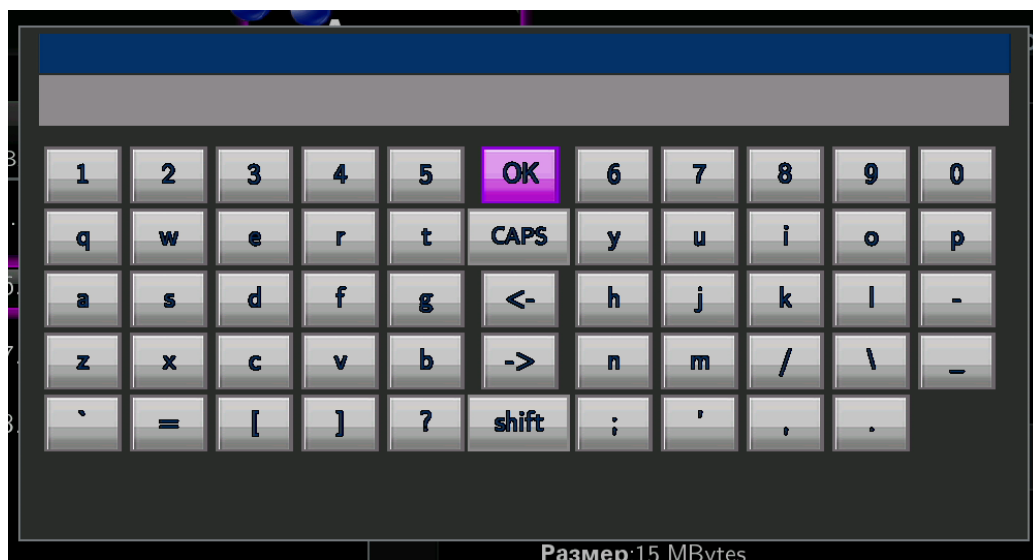 1 2 3 4 5 OK 6 7 8 9 0
q w e r t CAPS y u i o p
a s d f g <- h j k l -
z x c v b -> n m / \ _
` = [ ] ? shift ; ' , .
Размер:15 MBytes